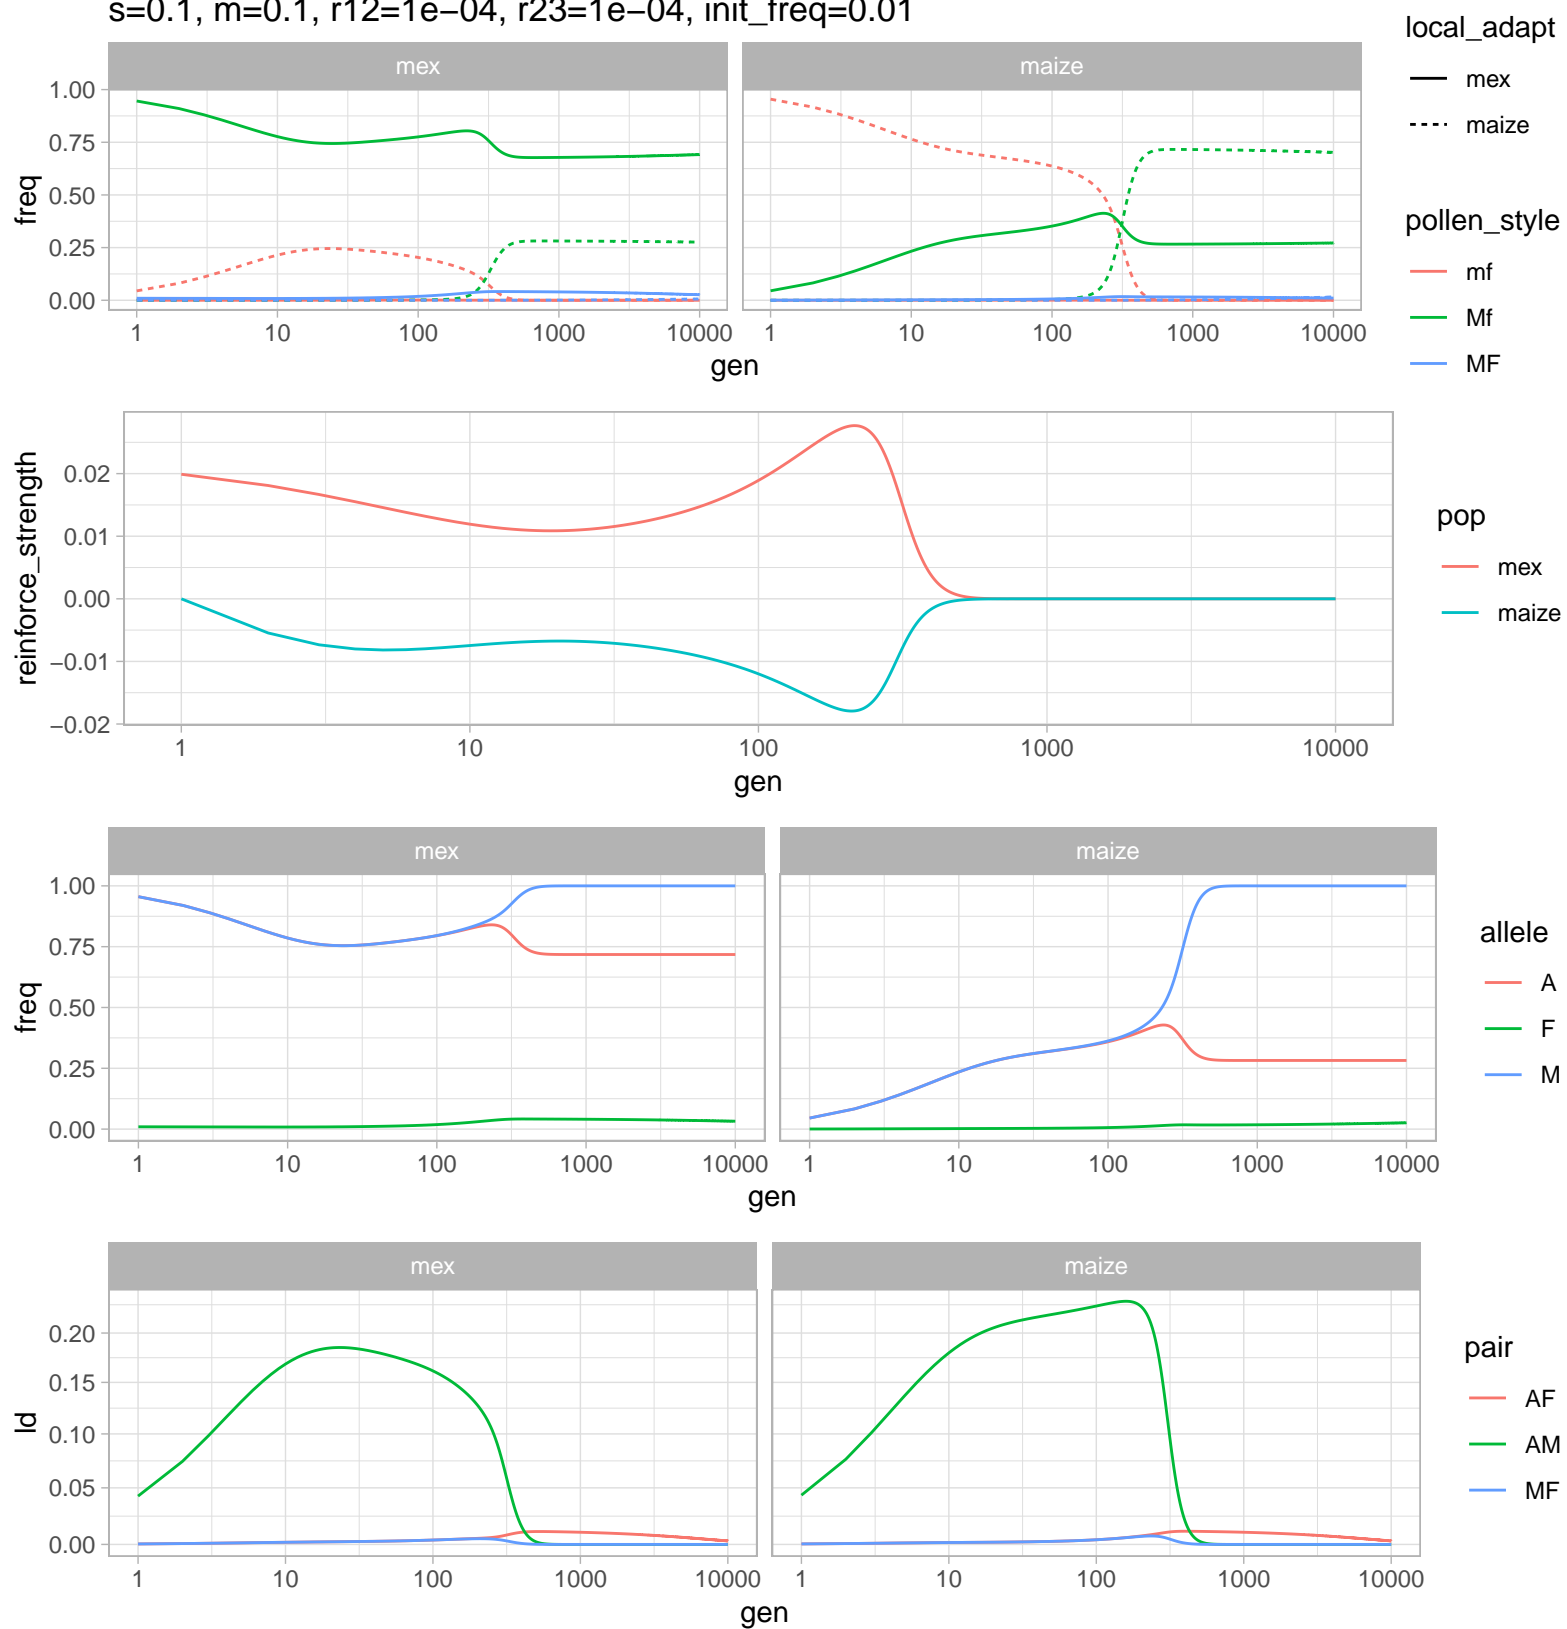 s=0.1, m=0.1, r12=1e−04, r23=1e−04, init_freq=0.01
mex
maize
freq
1.00
0.75
0.50
0.25
0.00
1 10 100 1000 10000
1 10 100 1000 10000
gen
local_adapt
mex
maize
pollen_style
mf
Mf
MF
reinforce_strength
0.02
0.01
0.00
−0.01
−0.02
1 10 100 1000 10000
gen
pop
mex
maize
mex
maize
freq
1.00
0.75
0.50
0.25
0.00
1 10 100 1000 10000
1 10 100 1000 10000
gen
allele
A
F
M
mex
maize
ld
0.20
0.15
0.10
0.05
0.00
1 10 100 1000 10000
1 10 100 1000 10000
gen
pair
AF
AM
MF